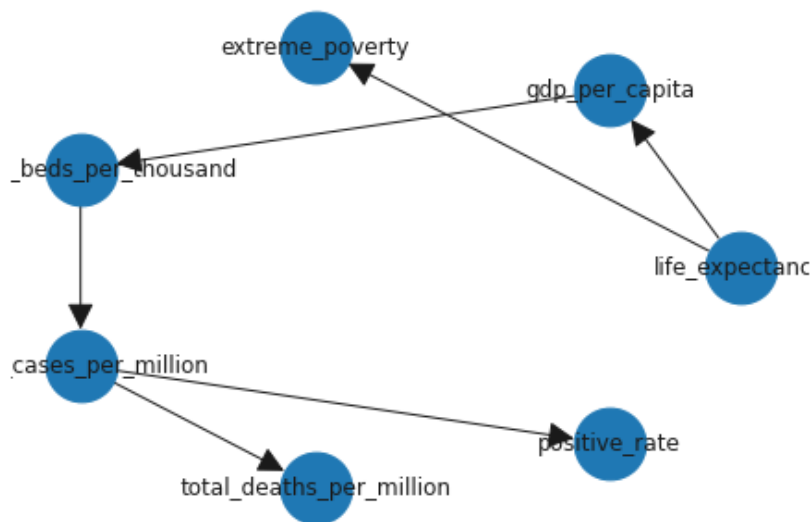 extreme_poverty
gdp_per_capita
_beds_per_thousand
life_expectanc
_cases_per_million
positive_rate
total_deaths_per_million